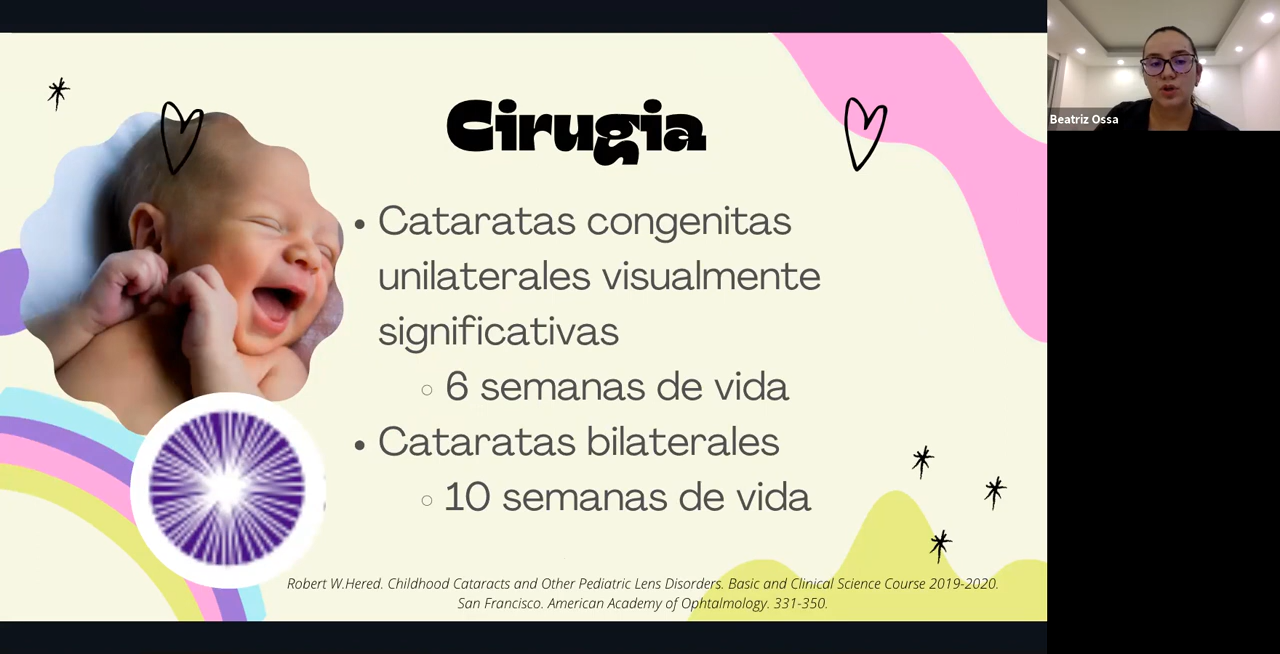 Cirugia
• Cataratas congenitas
unilaterales visualmente
significativas
○ 6 semanas de vida
• Cataratas bilaterales
○ 10 semanas de vida
Robert W.Hered. Childhood Cataracts and Other Pediatric Lens Disorders. Basic and Clinical Science Course 2019-2020.
San Francisco. American Academy of Ophtalmology. 331-350.
Beatriz Ossa